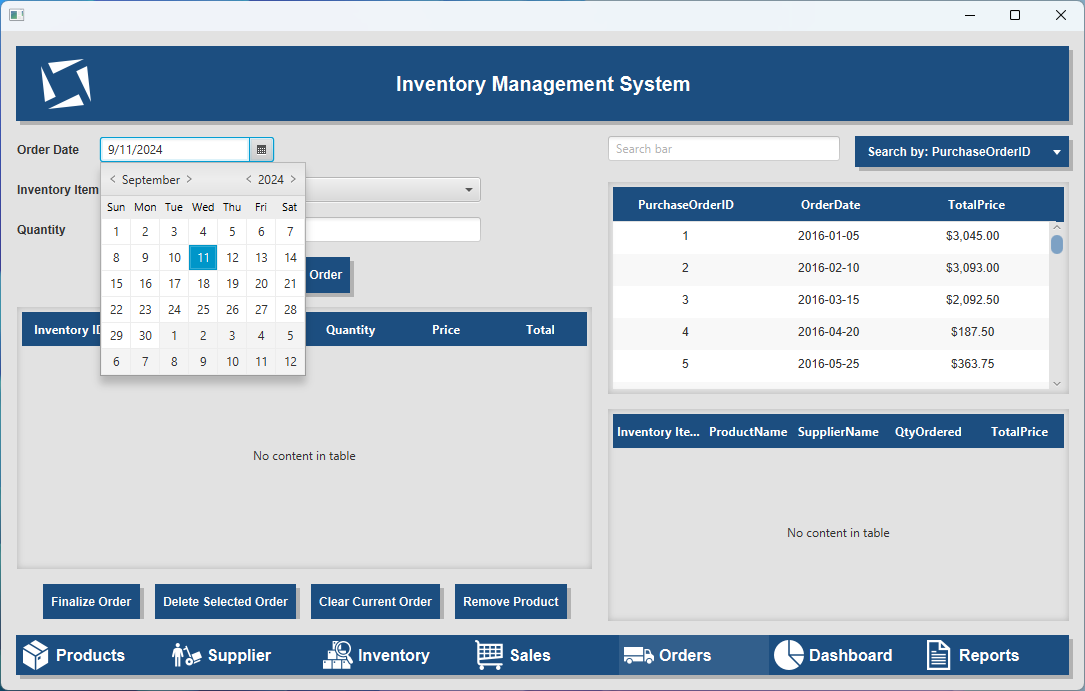 Inventory Management System
Order Date 9/11/2024
< September > < 2024 >
Sun Mon Tue Wed Thu Fri Sat
1 2 3 4 5 6 7
8 9 10 11 12 13 14
15 16 17 18 19 20 21
22 23 24 25 26 27 28
29 30 1 2 3 4 5
6 7 8 9 10 11 12
Inventory Item
Quantity
Order
Inventory ID Quantity Price Total
No content in table
Finalize Order Delete Selected Order Clear Current Order Remove Product
Search bar Search by: PurchaseOrderID
PurchaseOrderID OrderDate TotalPrice
1 2016-01-05 $3,045.00
2 2016-02-10 $3,093.00
3 2016-03-15 $2,092.50
4 2016-04-20 $187.50
5 2016-05-25 $363.75
Inventory Ite... ProductName SupplierName QtyOrdered TotalPrice
No content in table
Products Supplier Inventory Sales Orders Dashboard Reports